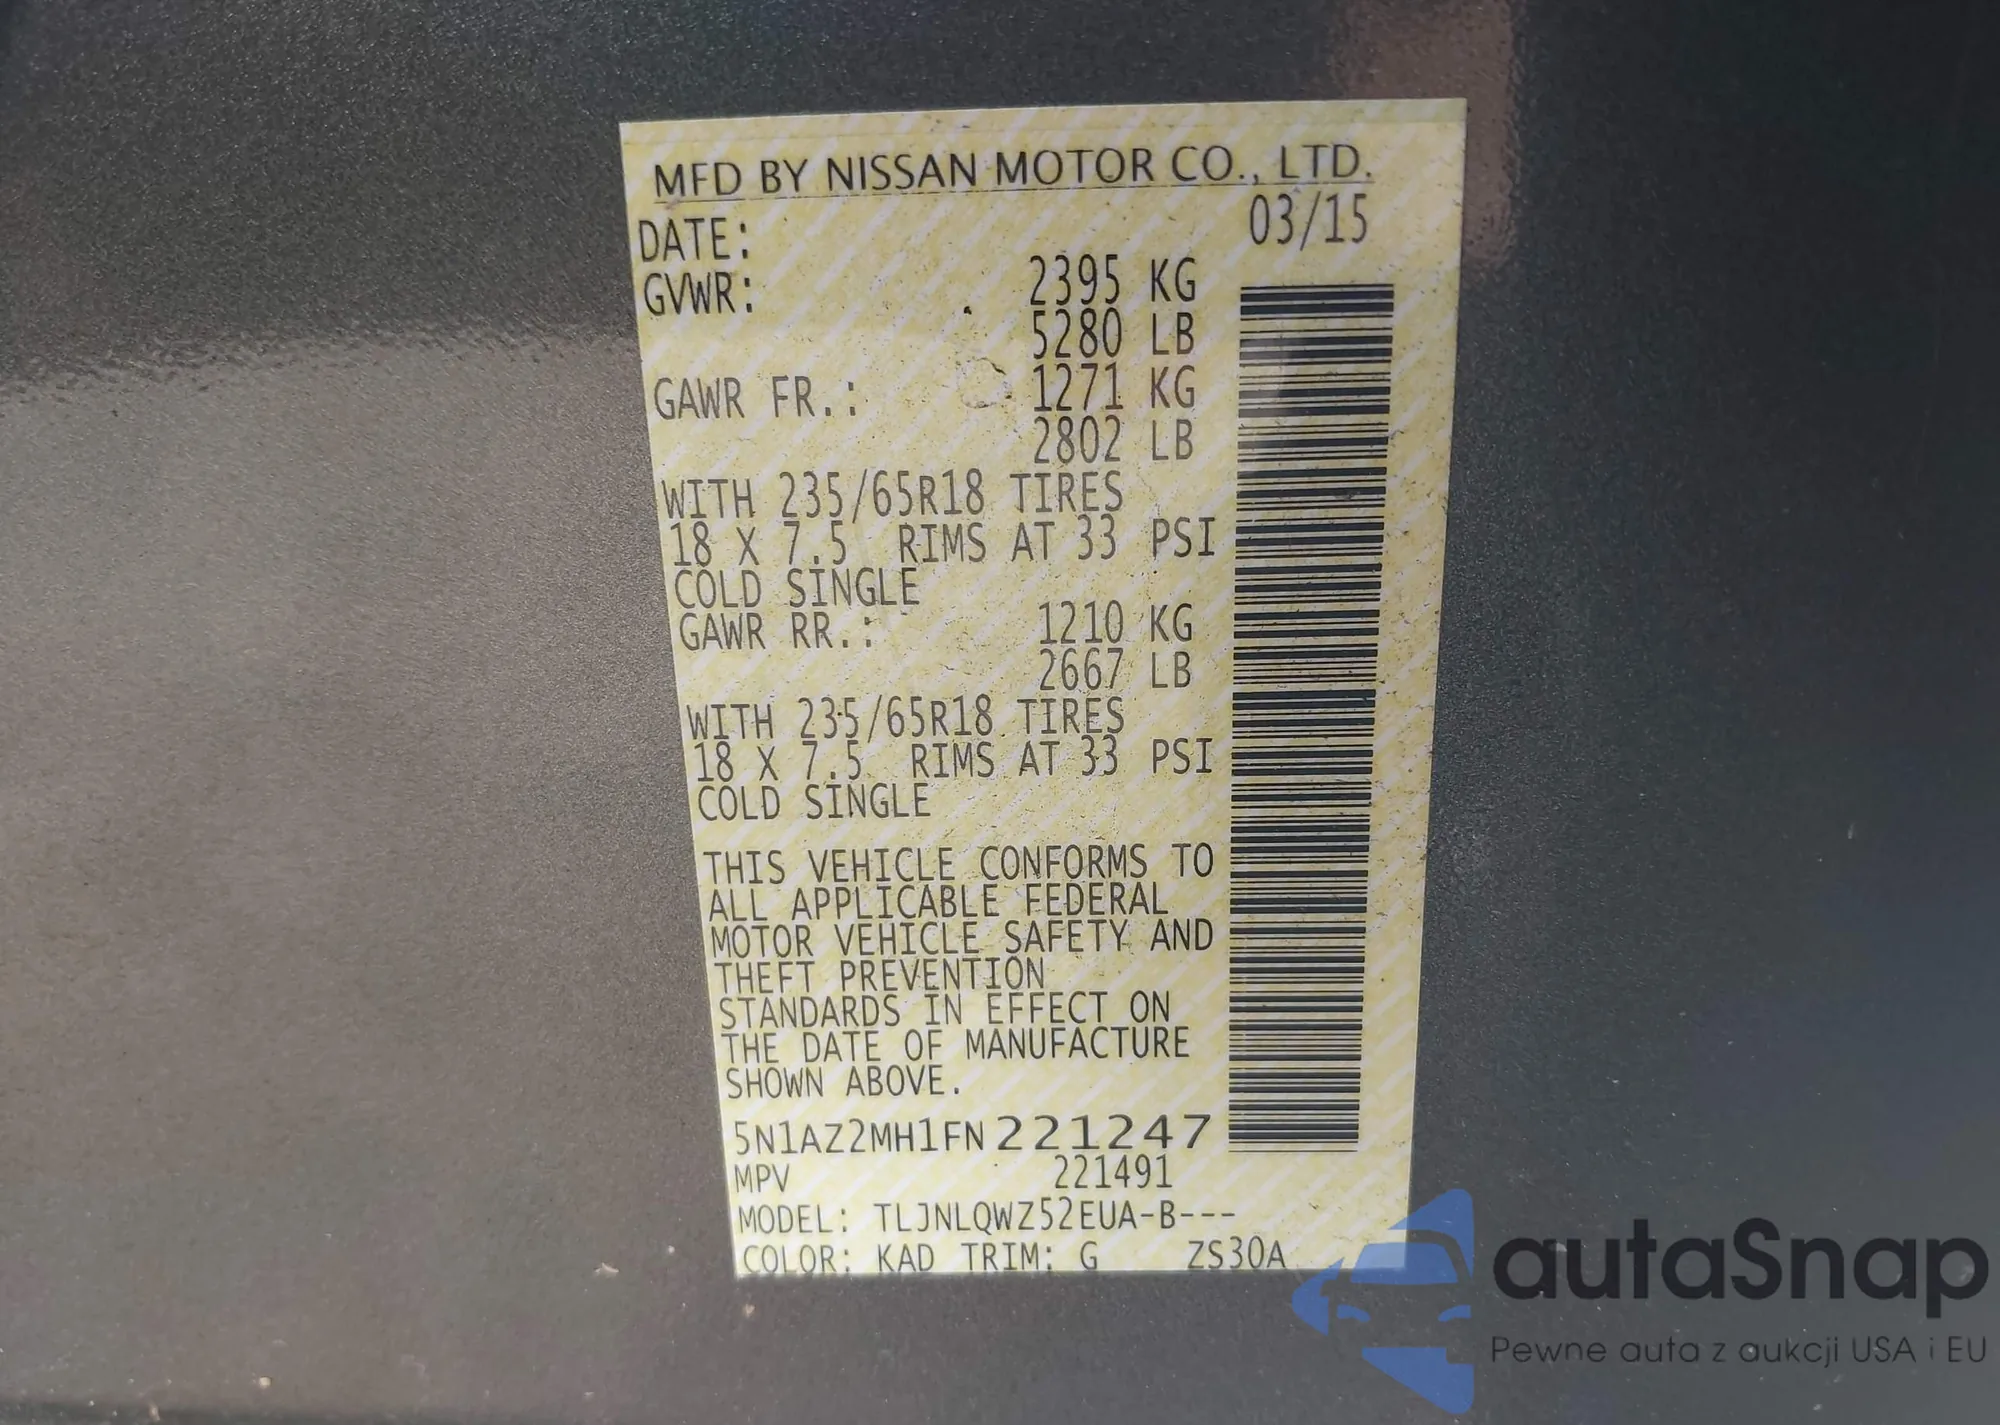 MFD BY NISSAN MOTOR CO., LTD.
DATE: 03/15
GVWR: 2395 KG
5280 LB
GAWR FR.: 1271 KG
2802 LB
WITH 235/65R18 TIRES
18 X 7.5 RIMS AT 33 PSI
COLD SINGLE
GAWR RR.: 1210 KG
2667 LB
WITH 235/65R18 TIRES
18 X 7.5 RIMS AT 33 PSI
COLD SINGLE
THIS VEHICLE CONFORMS TO
ALL APPLICABLE FEDERAL
MOTOR VEHICLE SAFETY AND
THEFT PREVENTION
STANDARDS IN EFFECT ON
THE DATE OF MANUFACTURE
SHOWN ABOVE.
5N1AZ2MH1FN221247
MPV 221491
MODEL: TLJNLQWZ52EUA-B---
COLOR: KAD TRIM: G ZS30A
autaSnap
Pewne auta z aukcji USA i EU